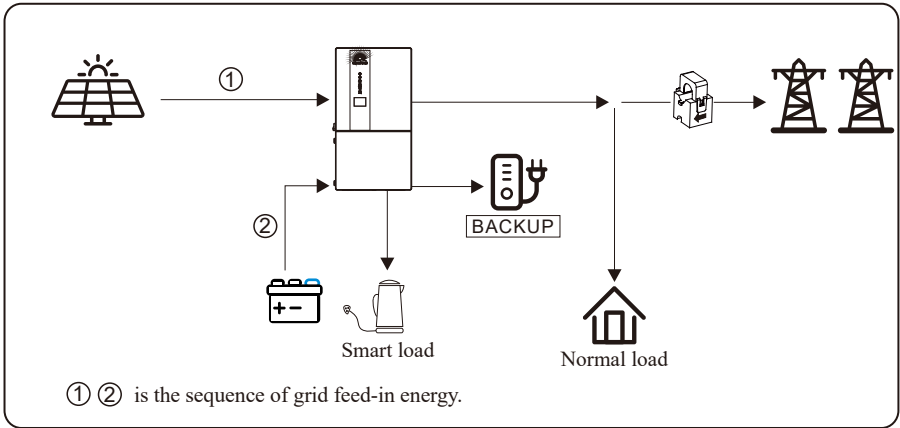 ①
②
BACKUP
+ −
Smart load
Normal load
① ② is the sequence of grid feed-in energy.